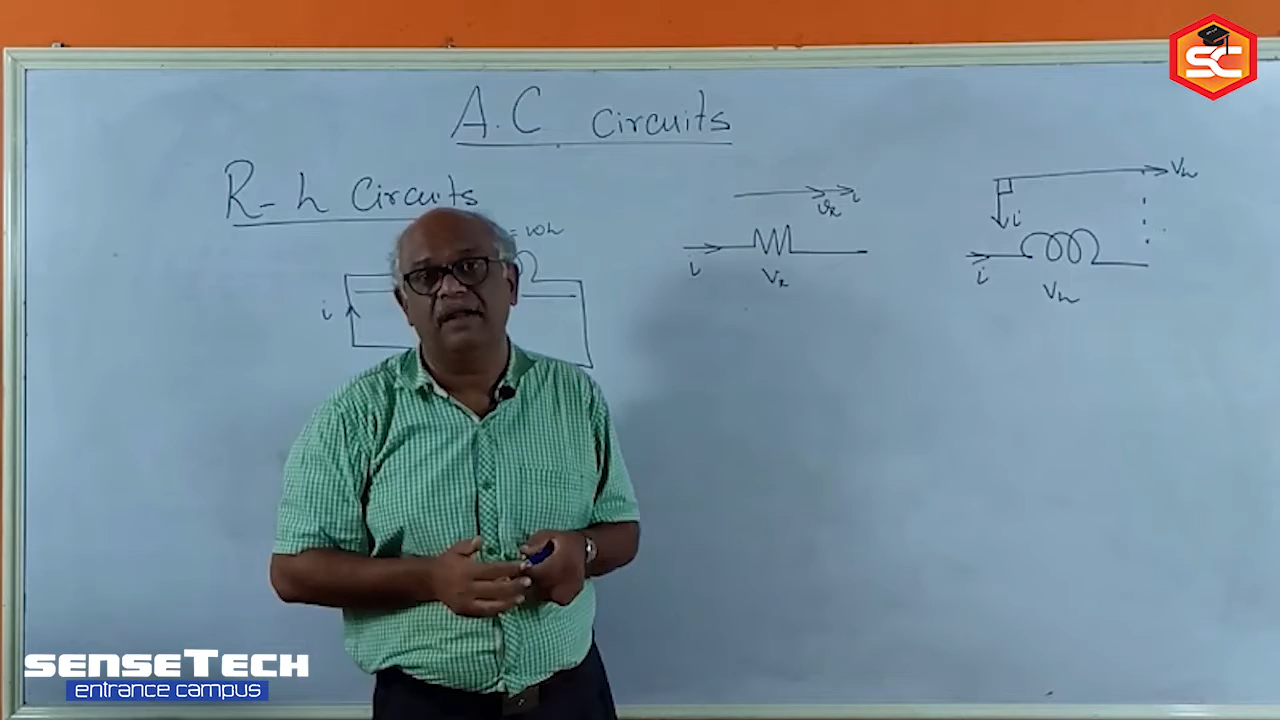 SC
A.C Circuits
R-L Circuits
VL
i
VR
i
i
VR
i
VL
i
SENSETECH
entrance campus